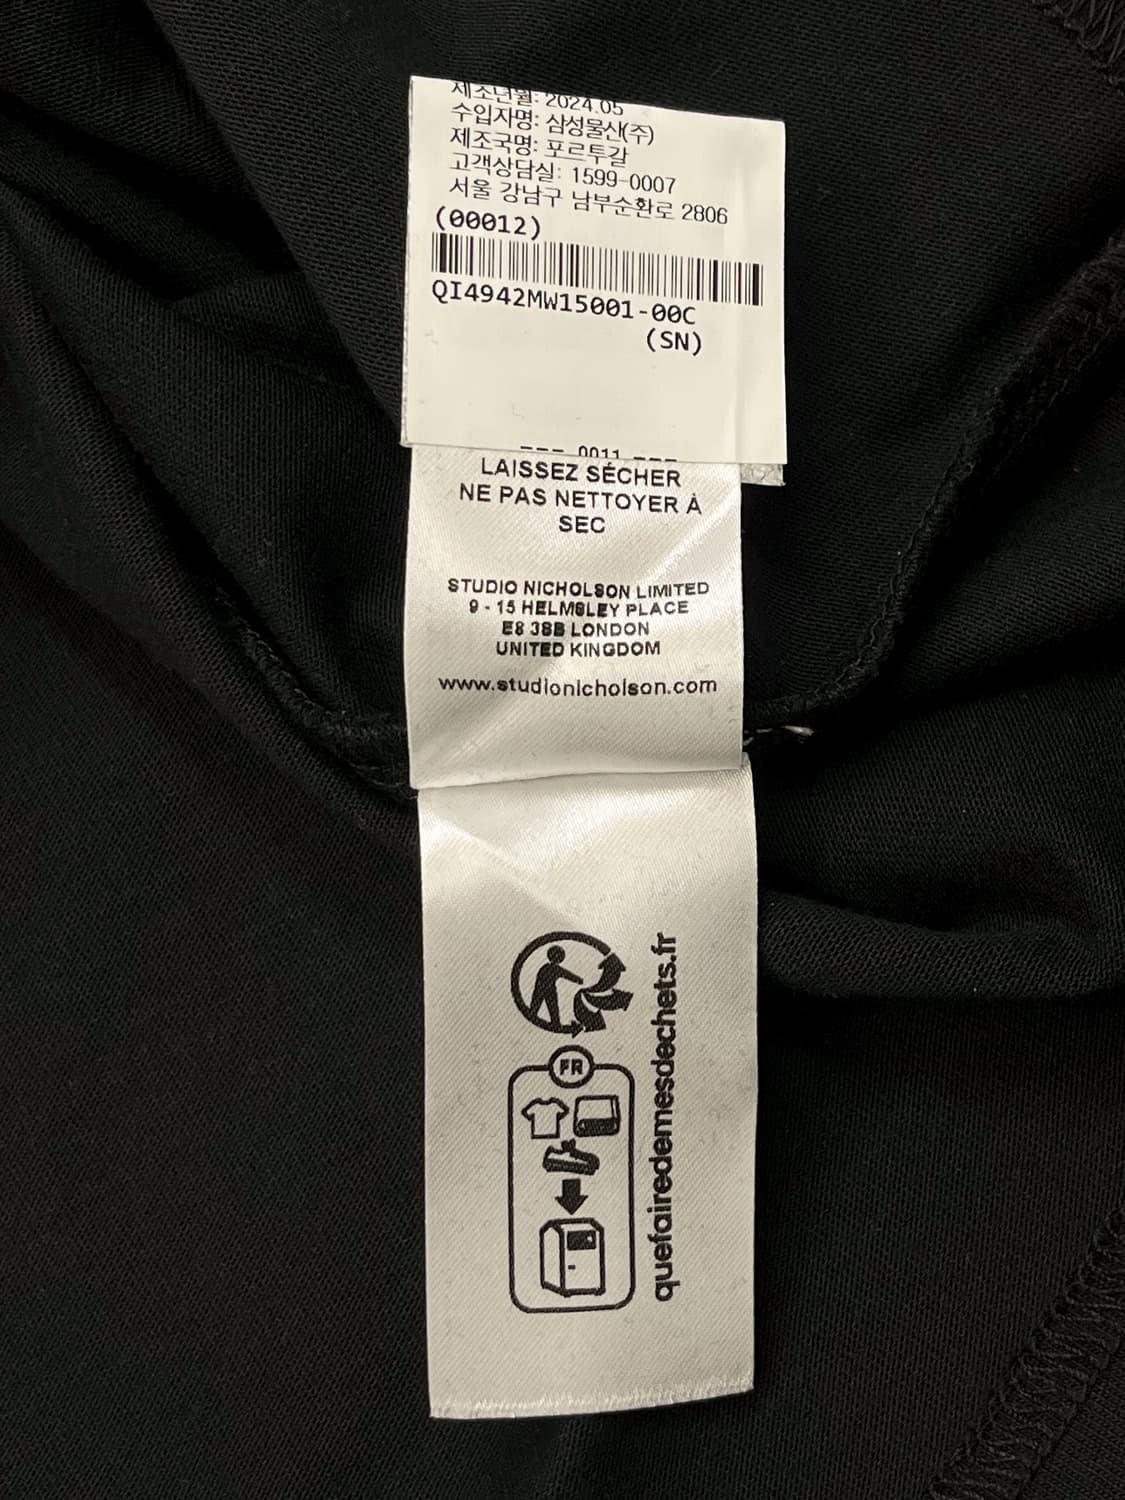 제조년월: 2024.05
수입자명: 삼성물산(주)
제조국명: 포르투갈
고객상담실: 1599-0007
서울 강남구 남부순환로 2806
(00012)
QI4942MW15001-00C
(SN)
--- 0011 ---
LAISSEZ SÉCHER
NE PAS NETTOYER À
SEC
STUDIO NICHOLSON LIMITED
9 - 15 HELMSLEY PLACE
E8 3SB LONDON
UNITED KINGDOM
www.studionicholson.com
FR
quefairedemesdechets.fr